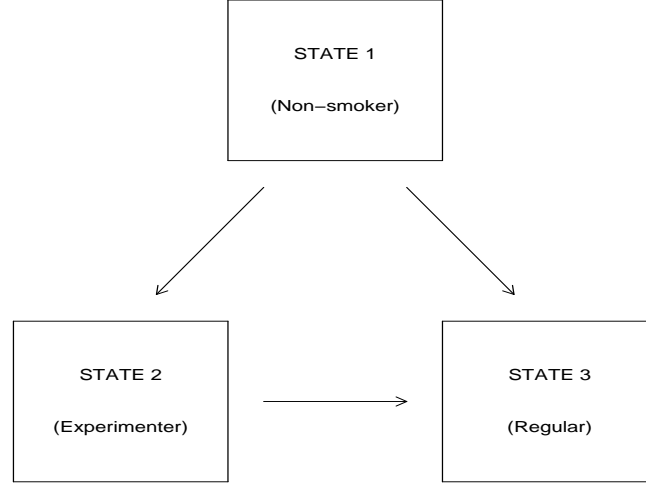 STATE 1
(Non−smoker)
STATE 2
(Experimenter)
STATE 3
(Regular)